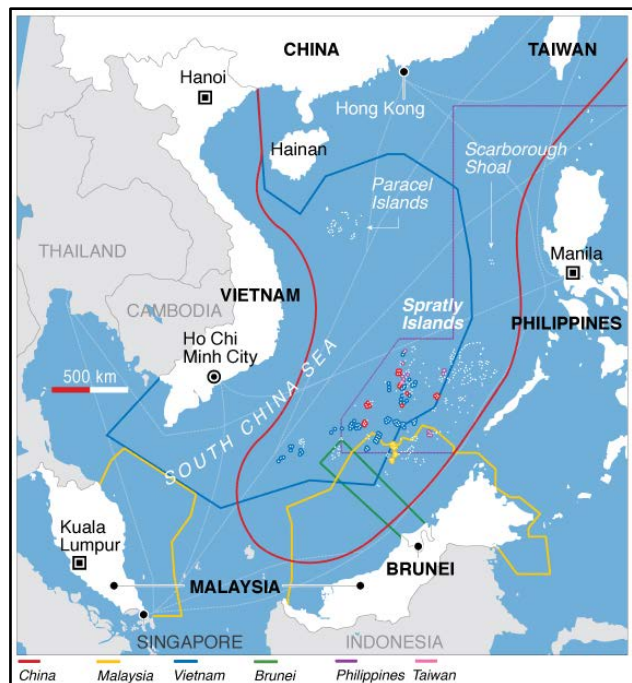 CHINA
TAIWAN
Hanoi
Hong Kong
Hainan
Scarborough
Shoal
Paracel
Islands
THAILAND
Manila
VIETNAM
CAMBODIA
Spratly
Islands
PHILIPPINES
Ho Chi
Minh City
500 km
SOUTH CHINA SEA
Kuala
Lumpur
BRUNEI
MALAYSIA
SINGAPORE
INDONESIA
China
Malaysia
Vietnam
Brunei
Philippines
Taiwan